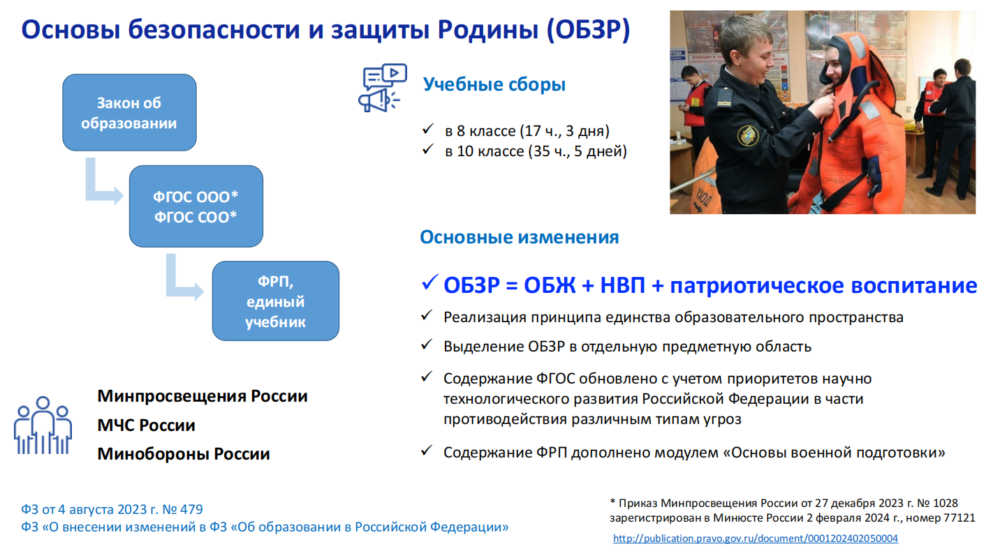 Основы безопасности и защиты Родины (ОБЗР)
Закон об
образовании
ФГОС ООО*
ФГОС СОО*
ФРП,
единый
учебник
Минпросвещения России
МЧС России
Минобороны России
ФЗ от 4 августа 2023 г. № 479
ФЗ «О внесении изменений в ФЗ «Об образовании в Российской Федерации»
Учебные сборы
✓ в 8 классе (17 ч., 3 дня)
✓ в 10 классе (35 ч., 5 дней)
Основные изменения
✓ ОБЗР = ОБЖ + НВП + патриотическое воспитание
✓ Реализация принципа единства образовательного пространства
✓ Выделение ОБЗР в отдельную предметную область
✓ Содержание ФГОС обновлено с учетом приоритетов научно
технологического развития Российской Федерации в части
противодействия различным типам угроз
✓ Содержание ФРП дополнено модулем «Основы военной подготовки»
* Приказ Минпросвещения России от 27 декабря 2023 г. № 1028
зарегистрирован в Минюсте России 2 февраля 2024 г., номер 77121
http://publication.pravo.gov.ru/document/0001202402050004